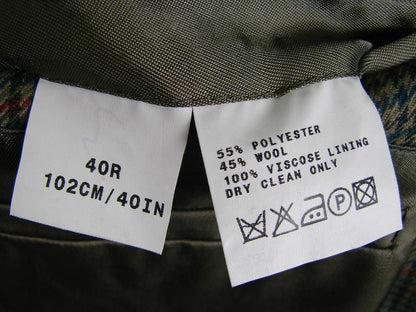 40R
102CM/40IN
55% POLYESTER
45% WOOL
100% VISCOSE LINING
DRY CLEAN ONLY
P